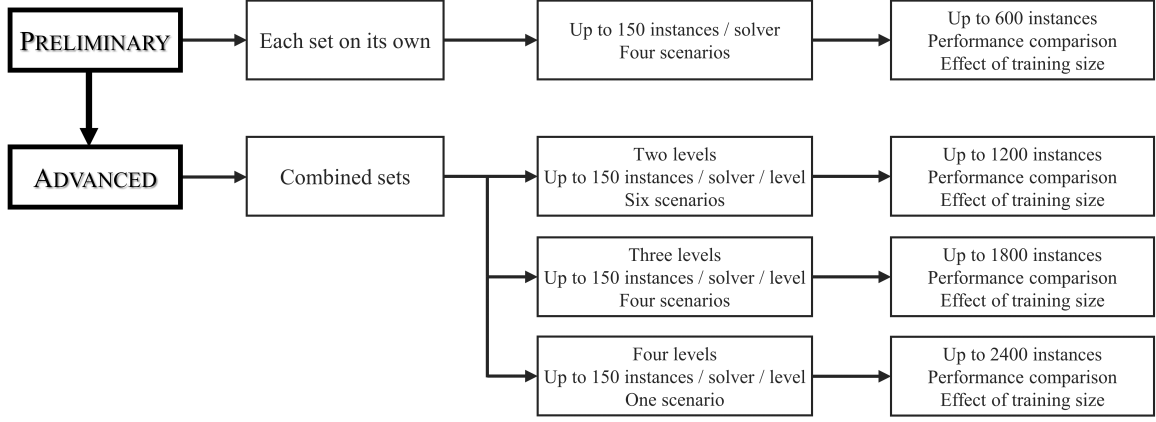 PRELIMINARY
Each set on its own
Up to 150 instances / solver
Four scenarios
Up to 600 instances
Performance comparison
Effect of training size
ADVANCED
Combined sets
Two levels
Up to 150 instances / solver / level
Six scenarios
Up to 1200 instances
Performance comparison
Effect of training size
Three levels
Up to 150 instances / solver / level
Four scenarios
Up to 1800 instances
Performance comparison
Effect of training size
Four levels
Up to 150 instances / solver / level
One scenario
Up to 2400 instances
Performance comparison
Effect of training size